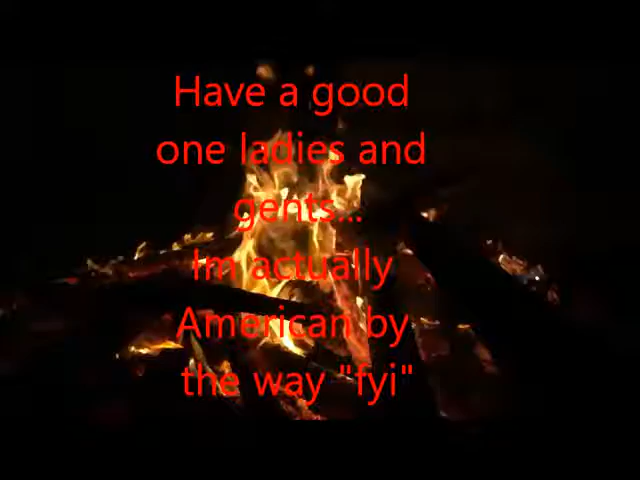 Have a good
one ladies and
gents...
Im actually
American by
the way "fyi"